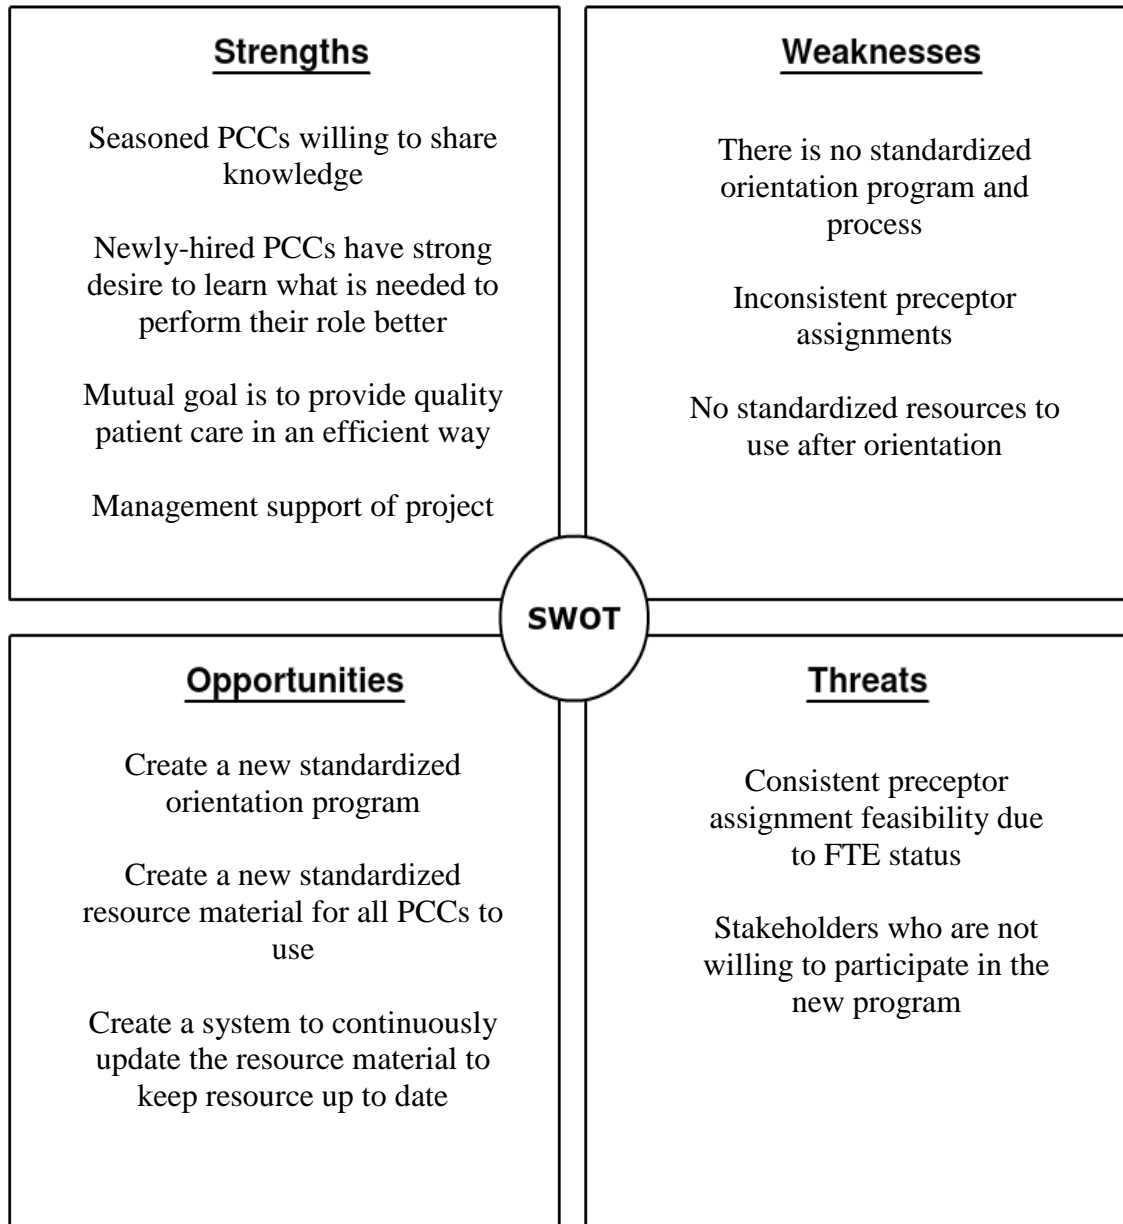 Strengths
Seasoned PCCs willing to share
knowledge
Newly-hired PCCs have strong
desire to learn what is needed to
perform their role better
Mutual goal is to provide quality
patient care in an efficient way
Management support of project
Weaknesses
There is no standardized
orientation program and
process
Inconsistent preceptor
assignments
No standardized resources to
use after orientation
SWOT
Opportunities
Create a new standardized
orientation program
Create a new standardized
resource material for all PCCs to
use
Create a system to continuously
update the resource material to
keep resource up to date
Threats
Consistent preceptor
assignment feasibility due
to FTE status
Stakeholders who are not
willing to participate in the
new program